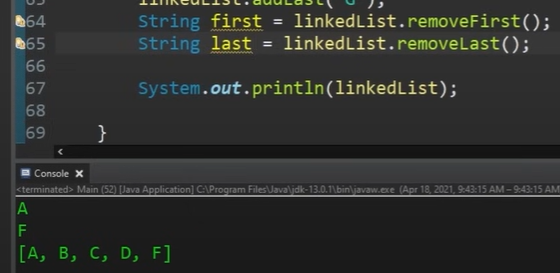 63 linkedList.addLast("G");
64 String first = linkedList.removeFirst();
65 String last = linkedList.removeLast();
66
67 System.out.println(linkedList);
68
69 }
Console
<terminated> Main (52) [Java Application] C:\Program Files\Java\jdk-13.0.1\bin\javaw.exe (Apr 18, 2021, 9:43:15 AM – 9:43:15 AM
A
F
[A, B, C, D, F]